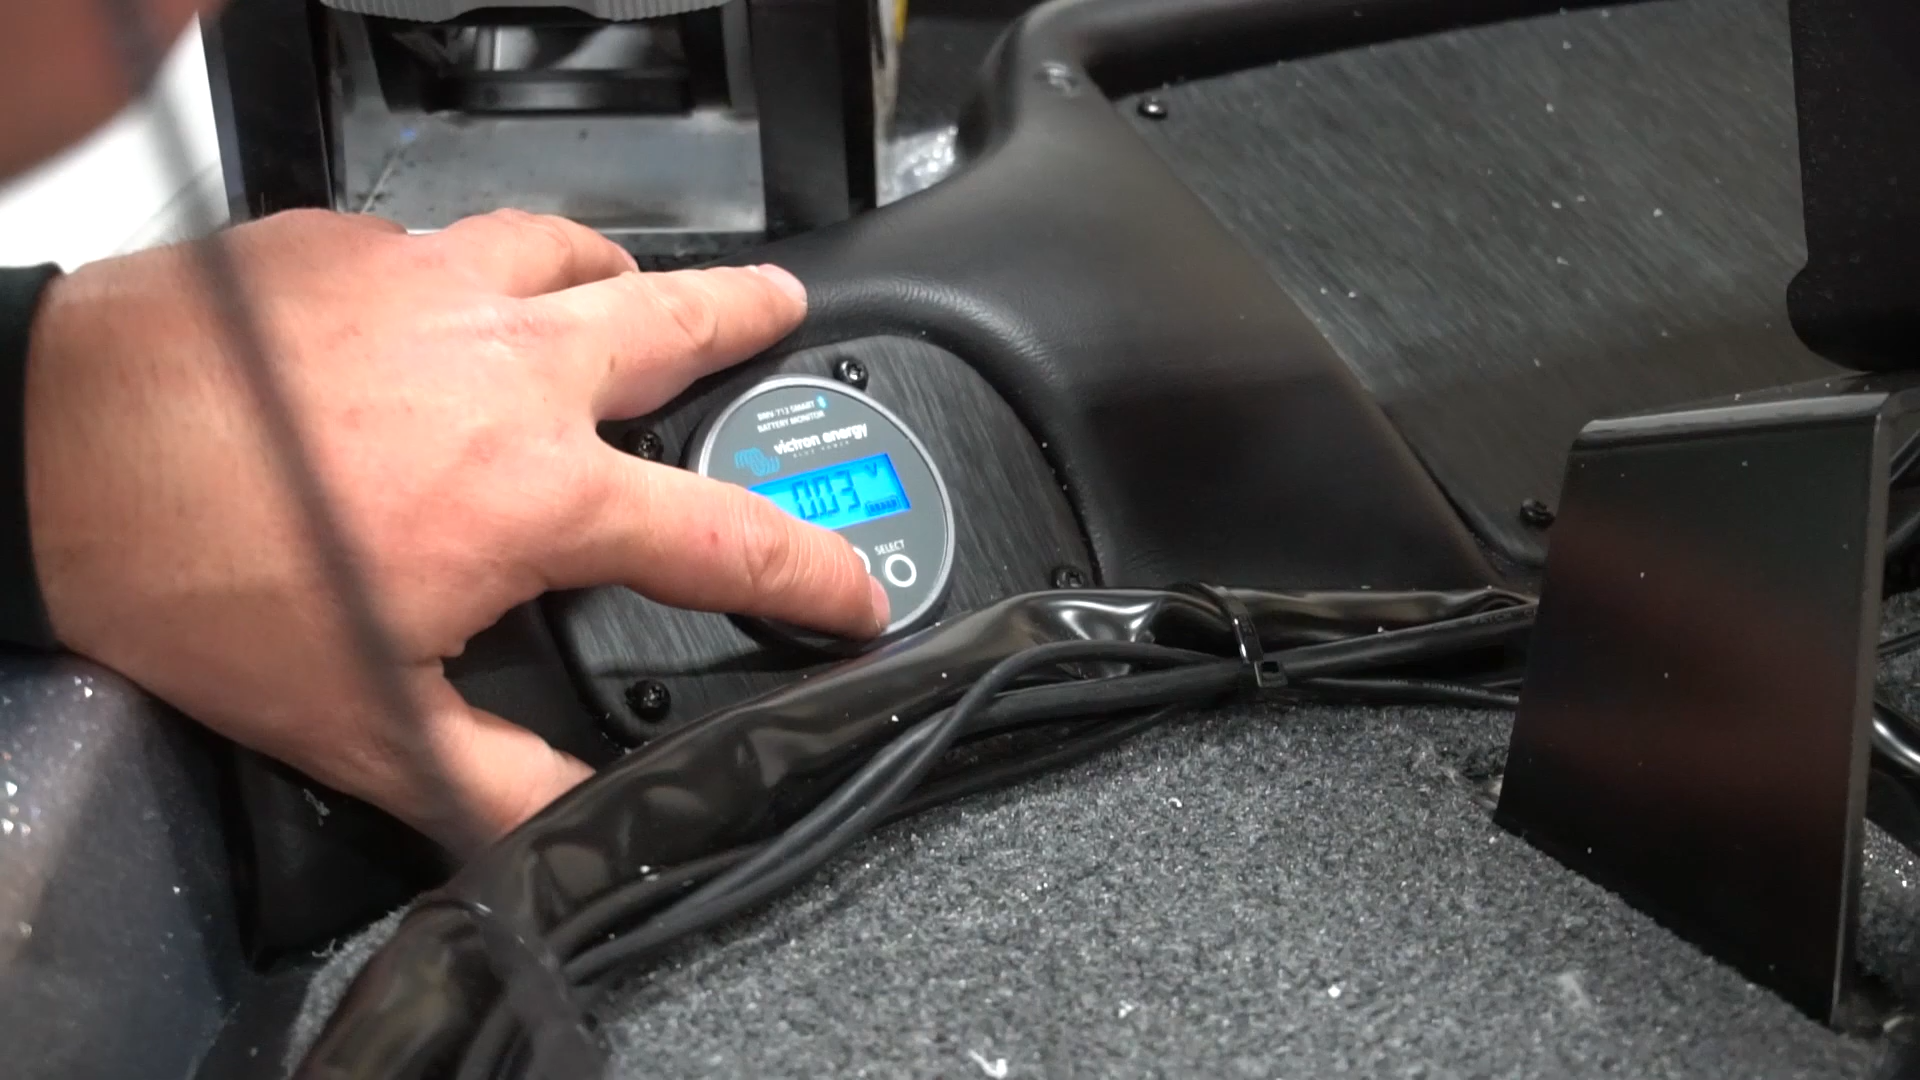 BMV-712 SMART
BATTERY MONITOR
victron energy
BLUE POWER
V
0.03
SELECT